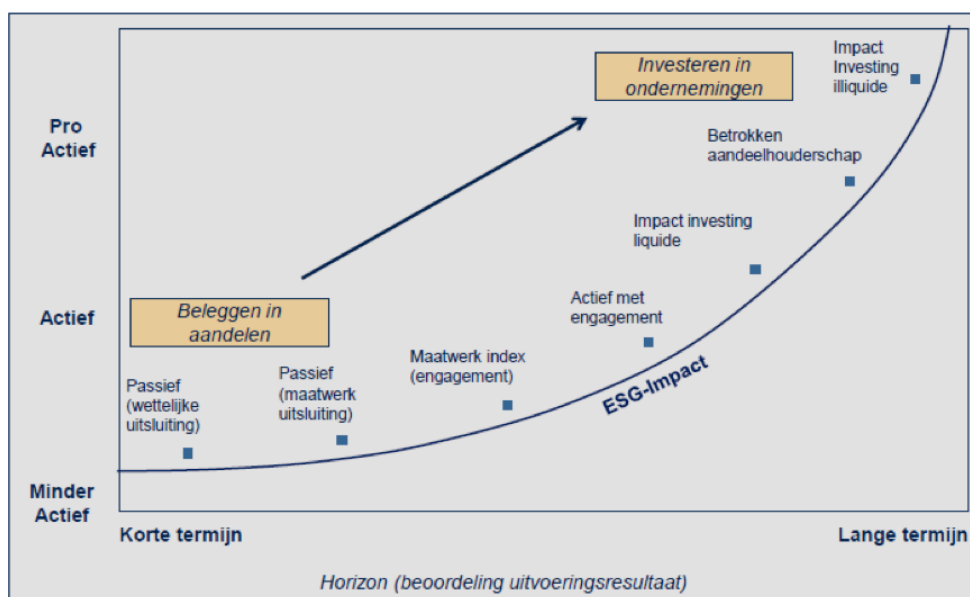 Investeren in
ondernemingen
Impact
Investing
illiquide
Pro
Actief
Betrokken
aandeelhouderschap
Impact investing
liquide
Actief
Beleggen in
aandelen
Actief met
engagement
Maatwerk index
(engagement)
Passief
(maatwerk
uitsluiting)
Passief
(wettelijke
uitsluiting)
ESG-Impact
Minder
Actief
Korte termijn
Lange termijn
Horizon (beoordeling uitvoeringsresultaat)